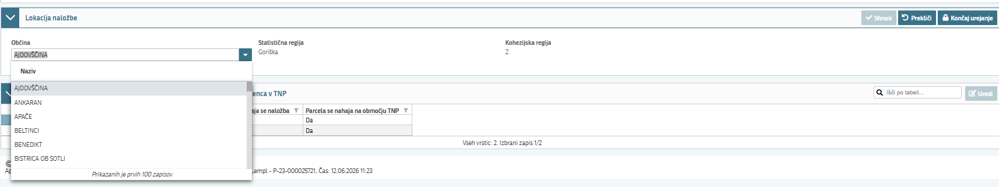 Lokacija naložbe
Shrani
Prekliči
Končaj urejanje
Občina
AJDOVŠČINA
Statistična regija
Goriška
Kohezijska regija
Z
Naziv
AJDOVŠČINA
ANKARAN
APAČE
BELTINCI
BENEDIKT
BISTRICA OB SOTLI
Prikazanih je prvih 100 zapisov
v TNP
Išči po tabeli...
Uredi
se naložba
Parcela se nahaja na območju TNP
Da
Da
Vseh vrstic: 2. Izbrani zapis 1/2
©
Lempl - P-23-000025721, Čas: 12.06.2026 11:23